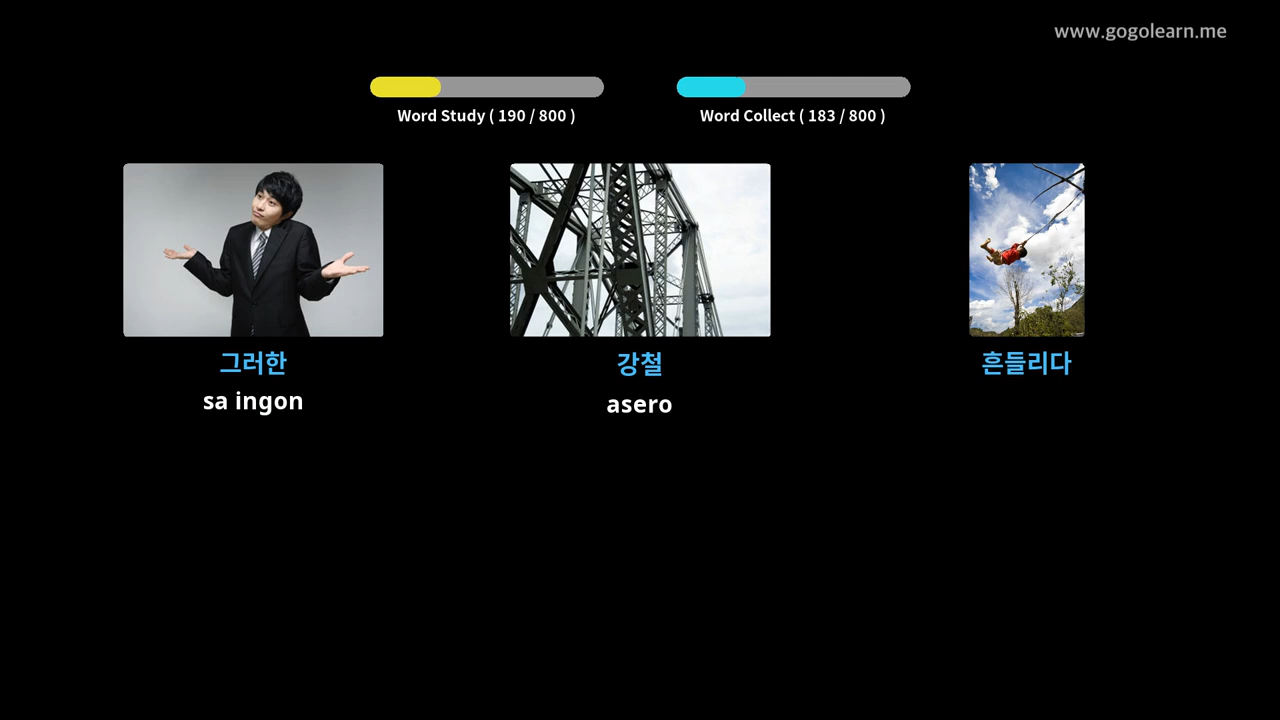 www.gogolearn.me
Word Study ( 190 / 800 )
Word Collect ( 183 / 800 )
그러한
sa ingon
강철
asero
흔들리다